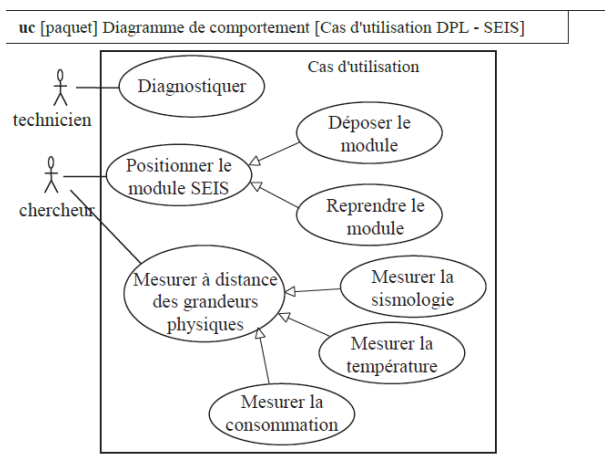 uc [paquet] Diagramme de comportement [Cas d'utilisation DPL - SEIS]
Cas d'utilisation
Diagnostiquer
technicien
Déposer le
module
Positionner le
module SEIS
chercheur
Reprendre le
module
Mesurer à distance
des grandeurs
physiques
Mesurer la
sismologie
Mesurer la
température
Mesurer la
consommation